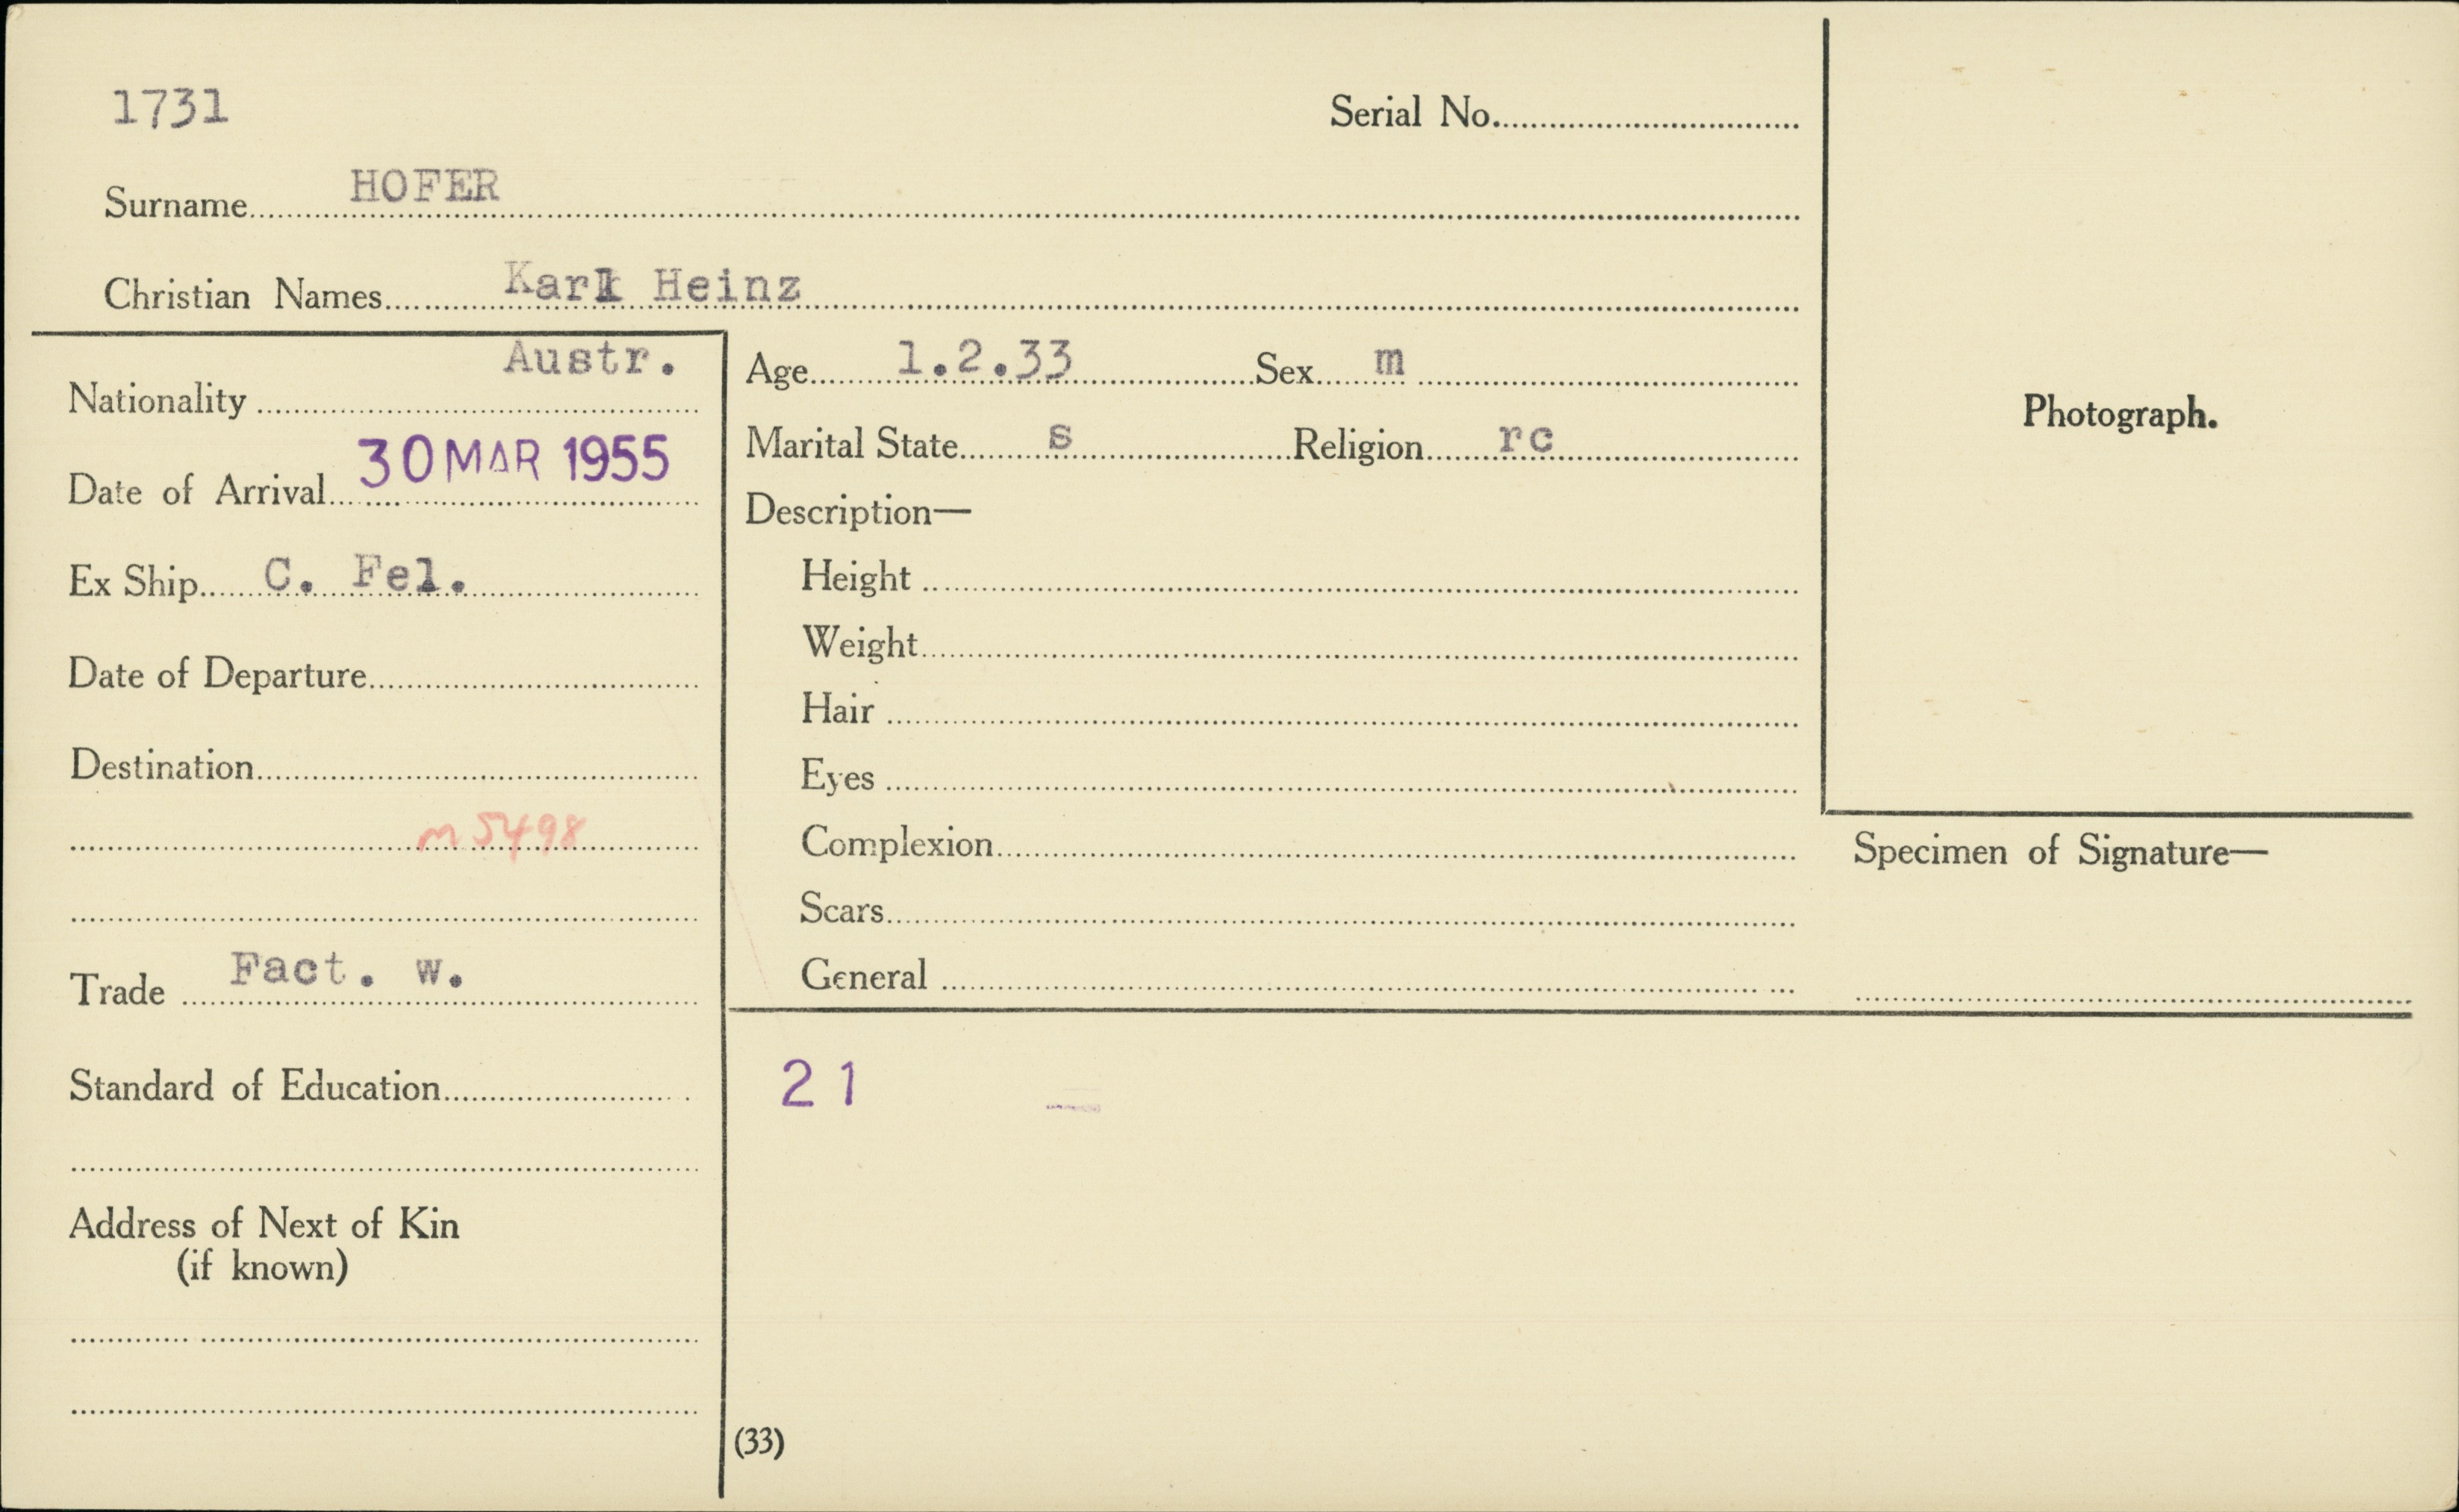 1731
Serial No.
Surname HOFER
Christian Names Karl Heinz
Nationality Austr.
Date of Arrival 30 MAR 1955
Ex Ship C. Fel.
Date of Departure
Destination
m5498
Trade Fact. w.
Standard of Education
Address of Next of Kin
(if known)
Age 1.2.33 Sex m
Marital State s Religion rc
Description—
Height
Weight
Hair
Eyes
Complexion
Scars
General
21
(33)
Photograph.
Specimen of Signature—